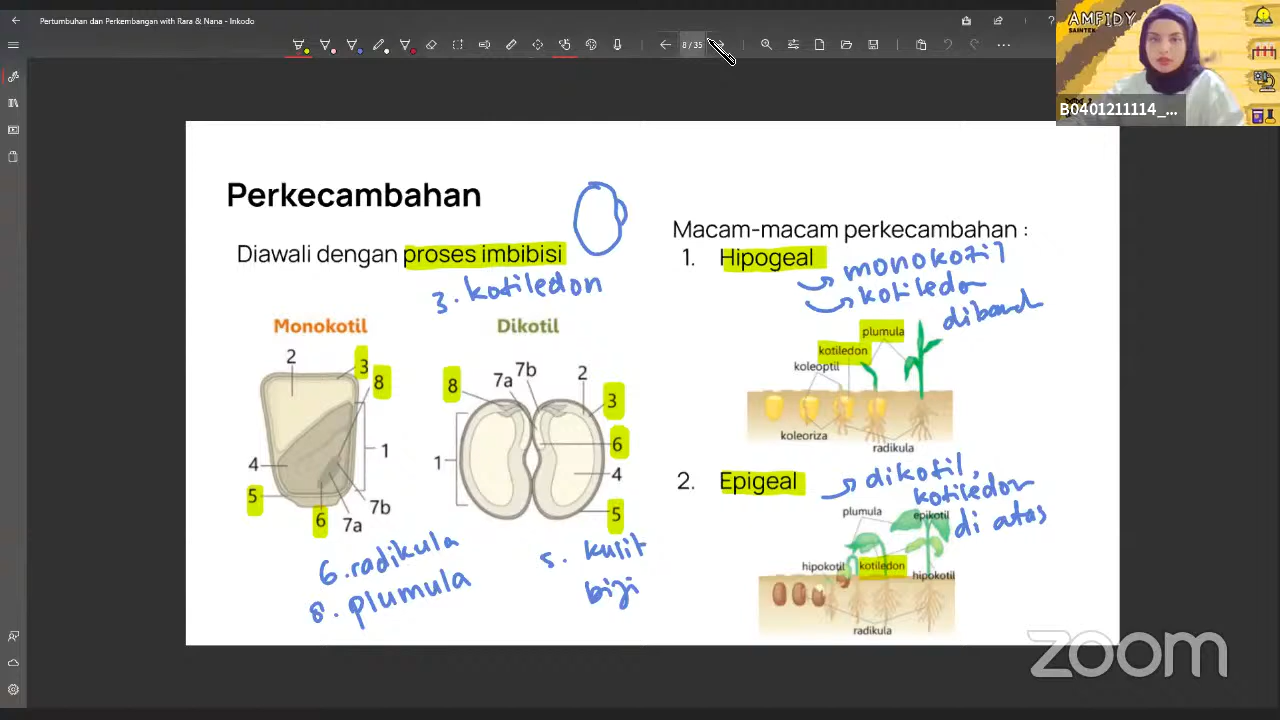 Pertumbuhan dan Perkembangan with Rara & Nana - Inkodo
8 / 35
?
AMFIDY
SAINTEK
B0401211114_...
Perkecambahan
Diawali dengan proses imbibisi
3. kotiledon
Monokotil
2
3
8
1
4
5
6
7a
7b
6. radikula
8. plumula
Dikotil
8
7a
7b
2
3
6
1
4
5
5. kulit
biji
Macam-macam perkecambahan :
1. Hipogeal
monokotil
kotiledon
plumula
kotiledon
koleoptil
koleoriza
radikula
2. Epigeal
dikotil,
kotiledon
di atas
plumula
epikotil
hipokotil
kotiledon
hipokotil
radikula
zoom